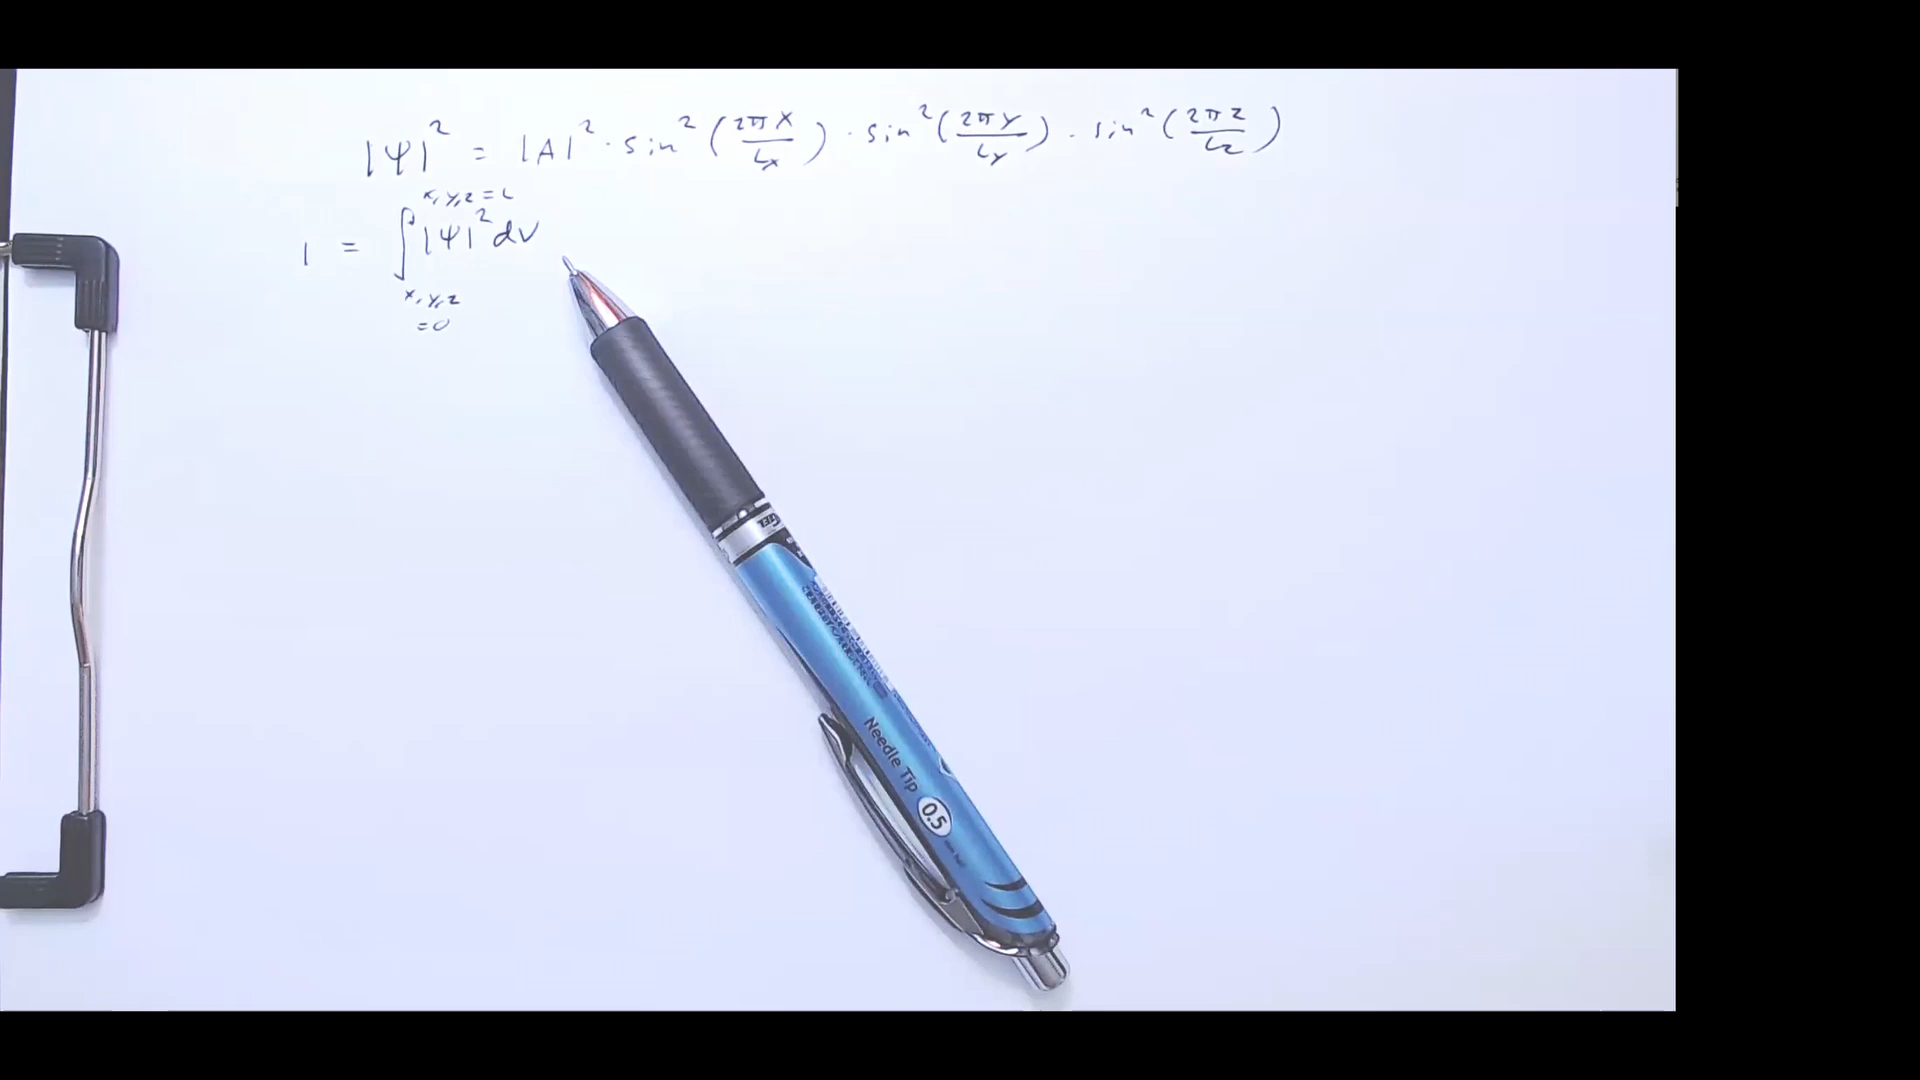 |ψ|² = |A|² · sin² (2πx/Lx) · sin² (2πy/Ly) · sin² (2πz/Lz)
x,y,z=L
1 = ∫|ψ|² dV
x,y,z
=0
Needle Tip
0.5